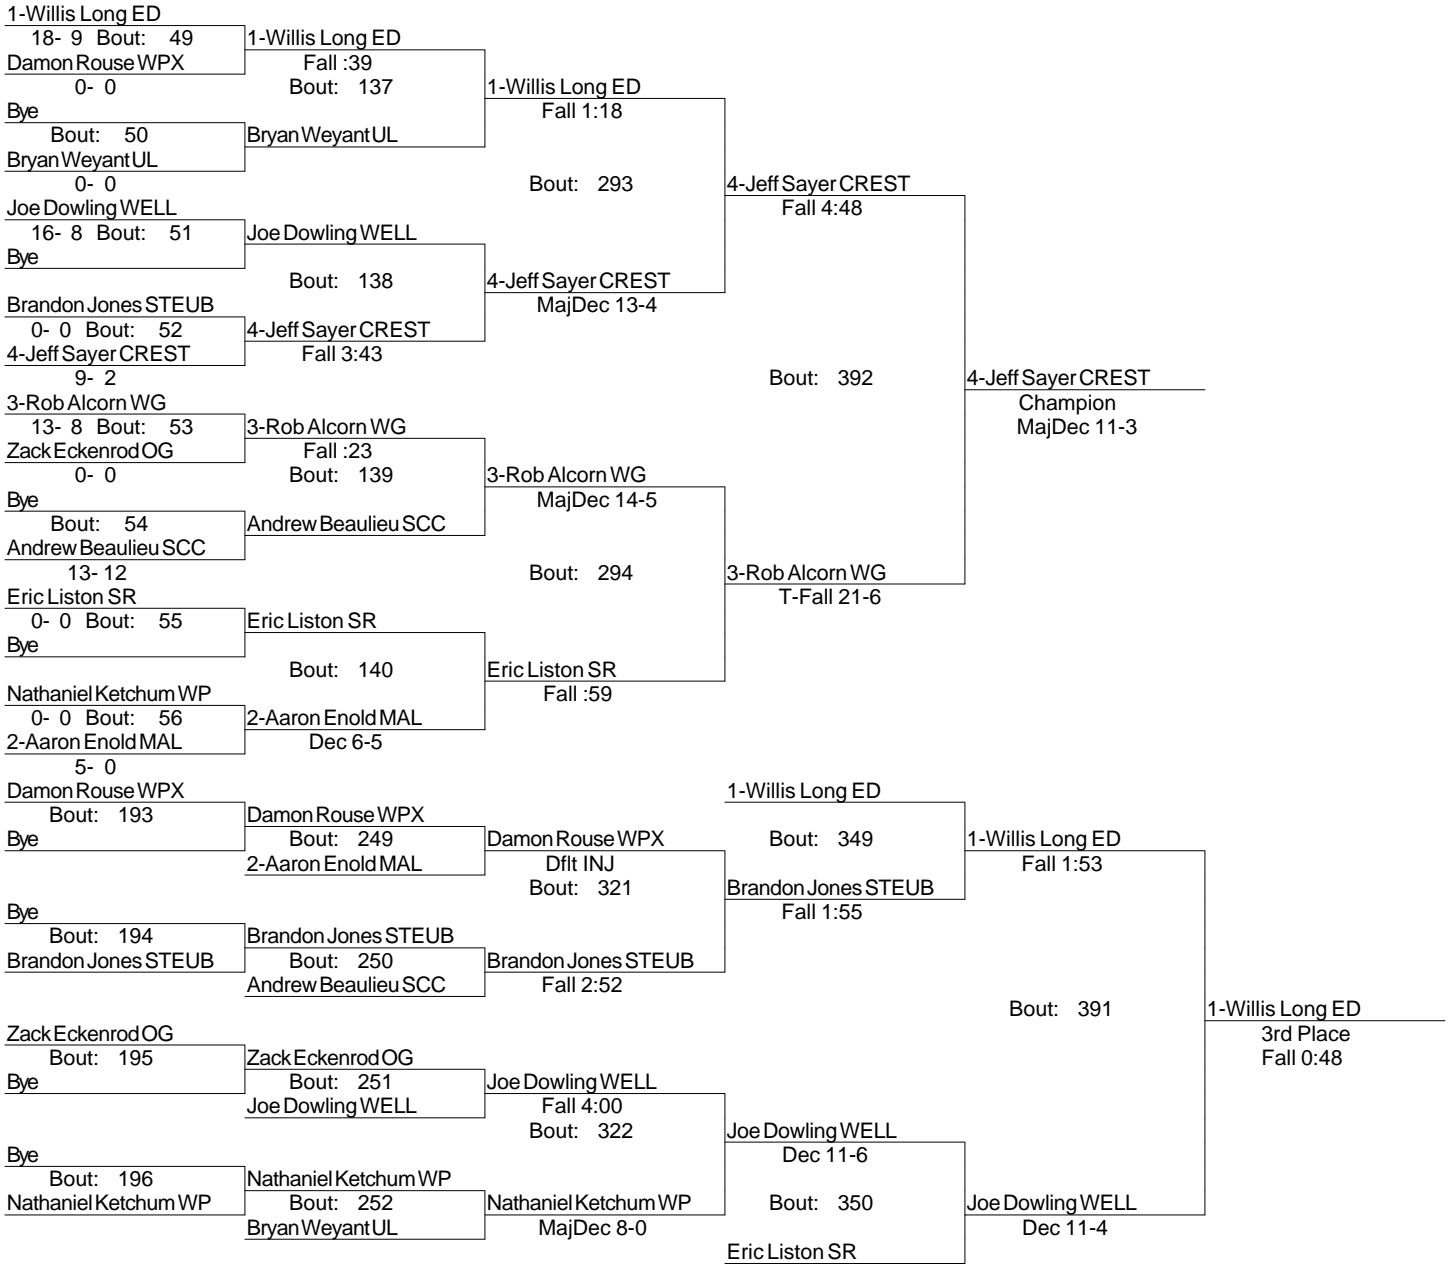 1-Willis Long ED
18- 9 Bout: 49
1-Willis Long ED
Damon Rouse WPX
Fall :39
0- 0
Bout: 137
1-Willis Long ED
Bye
Fall 1:18
Bout: 50
Bryan Weyant UL
Bryan Weyant UL
0- 0
Bout: 293
4-Jeff Sayer CREST
Joe Dowling WELL
Fall 4:48
16- 8 Bout: 51
Joe Dowling WELL
Bye
Bout: 138
4-Jeff Sayer CREST
Brandon Jones STEUB
MajDec 13-4
0- 0 Bout: 52
4-Jeff Sayer CREST
4-Jeff Sayer CREST
Fall 3:43
9- 2
Bout: 392
4-Jeff Sayer CREST
3-Rob Alcorn WG
Champion
13- 8 Bout: 53
3-Rob Alcorn WG
MajDec 11-3
Zack Eckenrod OG
Fall :23
0- 0
Bout: 139
3-Rob Alcorn WG
Bye
MajDec 14-5
Bout: 54
Andrew Beaulieu SCC
Andrew Beaulieu SCC
13- 12
Bout: 294
3-Rob Alcorn WG
Eric Liston SR
T-Fall 21-6
0- 0 Bout: 55
Eric Liston SR
Bye
Bout: 140
Eric Liston SR
Nathaniel Ketchum WP
Fall :59
0- 0 Bout: 56
2-Aaron Enold MAL
2-Aaron Enold MAL
Dec 6-5
5- 0
Damon Rouse WPX
1-Willis Long ED
Bout: 193
Damon Rouse WPX
Bye
Bout: 249
Damon Rouse WPX
Bout: 349
1-Willis Long ED
2-Aaron Enold MAL
Dflt INJ
Fall 1:53
Bout: 321
Brandon Jones STEUB
Bye
Fall 1:55
Bout: 194
Brandon Jones STEUB
Brandon Jones STEUB
Bout: 250
Brandon Jones STEUB
Andrew Beaulieu SCC
Fall 2:52
Bout: 391
1-Willis Long ED
Zack Eckenrod OG
3rd Place
Bout: 195
Zack Eckenrod OG
Fall 0:48
Bye
Bout: 251
Joe Dowling WELL
Joe Dowling WELL
Fall 4:00
Bout: 322
Joe Dowling WELL
Bye
Dec 11-6
Bout: 196
Nathaniel Ketchum WP
Nathaniel Ketchum WP
Bout: 252
Nathaniel Ketchum WP
Bout: 350
Joe Dowling WELL
Bryan Weyant UL
MajDec 8-0
Dec 11-4
Eric Liston SR